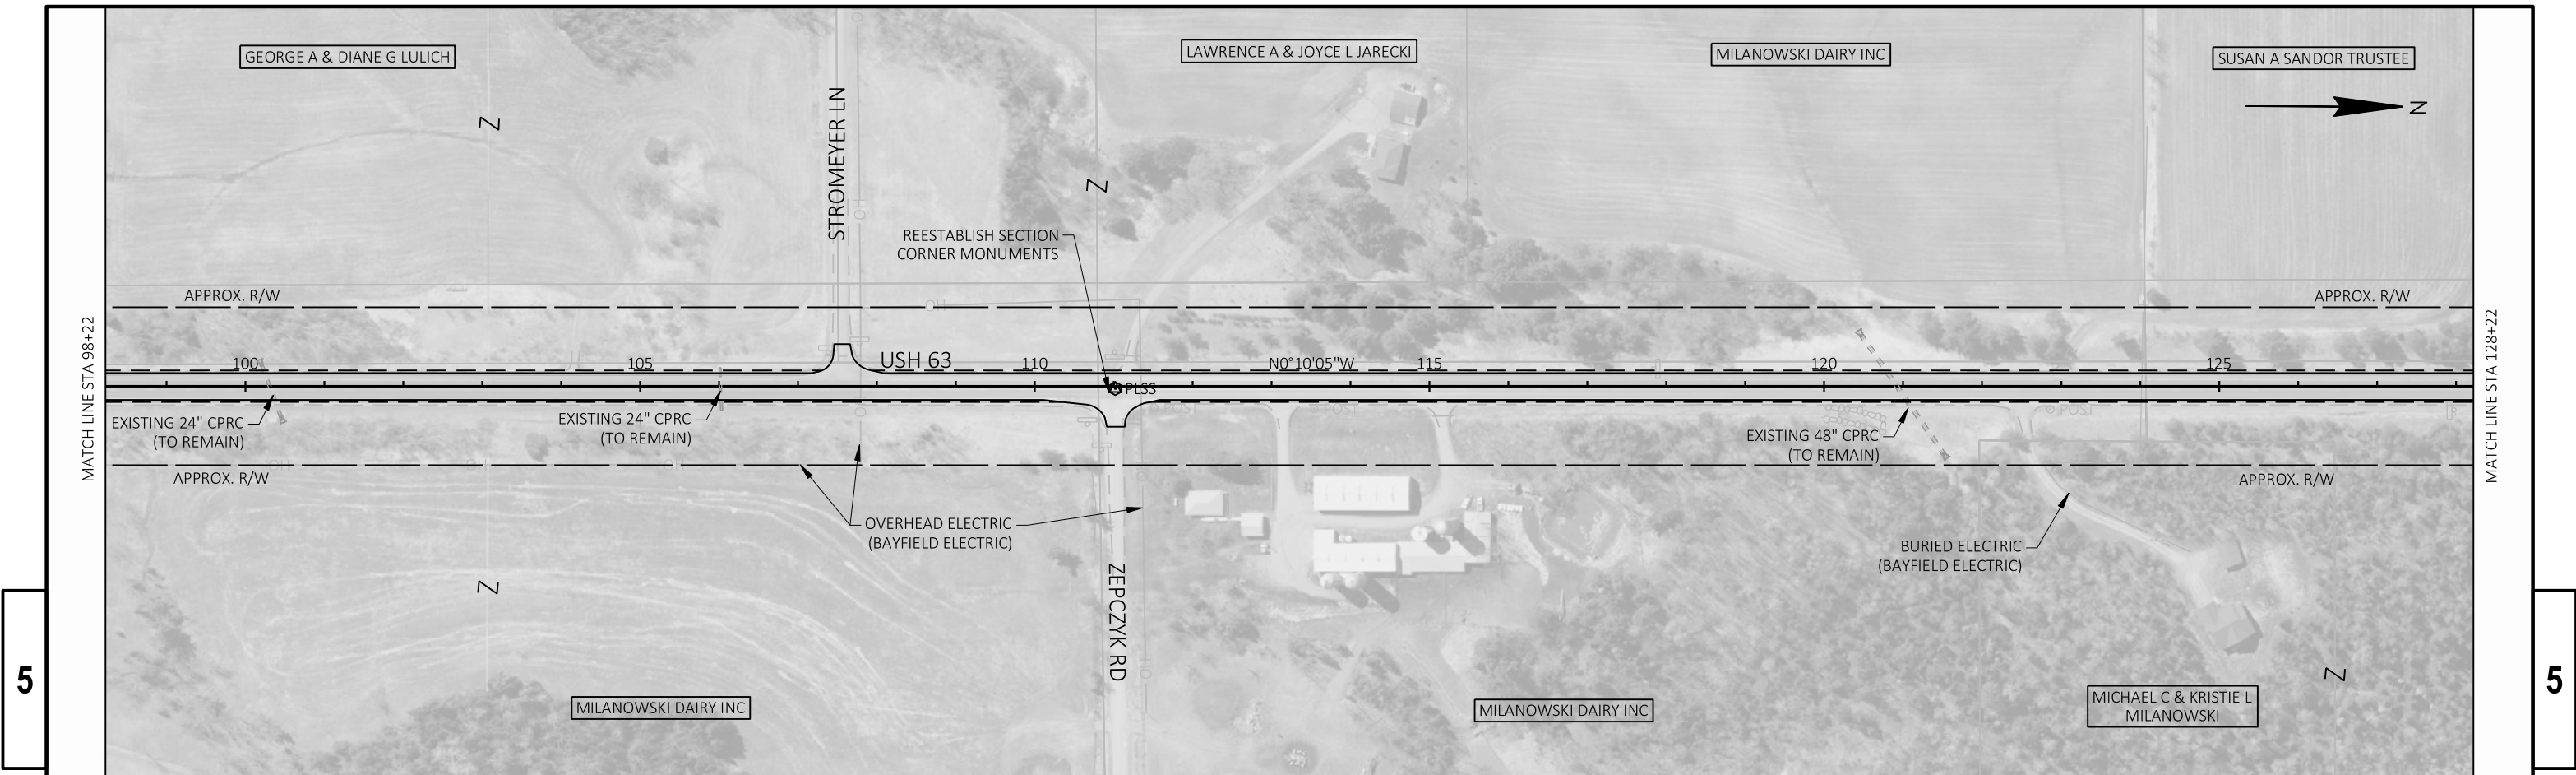 GEORGE A & DIANE G LULICH
LAWRENCE A & JOYCE L JARECKI
MILANOWSKI DAIRY INC
SUSAN A SANDOR TRUSTEE
N
Z
Z
STROMEYER LN
OH
REESTABLISH SECTION
CORNER MONUMENTS
APPROX. R/W
OH
APPROX. R/W
MATCH LINE STA 98+22
MATCH LINE STA 128+22
100
105
USH 63
110
N0°10'05"W
115
120
125
PLSS
EXISTING 24" CPRC
(TO REMAIN)
EXISTING 24" CPRC
(TO REMAIN)
EXISTING 48" CPRC
(TO REMAIN)
APPROX. R/W
APPROX. R/W
OVERHEAD ELECTRIC
(BAYFIELD ELECTRIC)
BURIED ELECTRIC
(BAYFIELD ELECTRIC)
ZEPCZYK RD
OH
Z
Z
5
5
MILANOWSKI DAIRY INC
MILANOWSKI DAIRY INC
MICHAEL C & KRISTIE L
MILANOWSKI